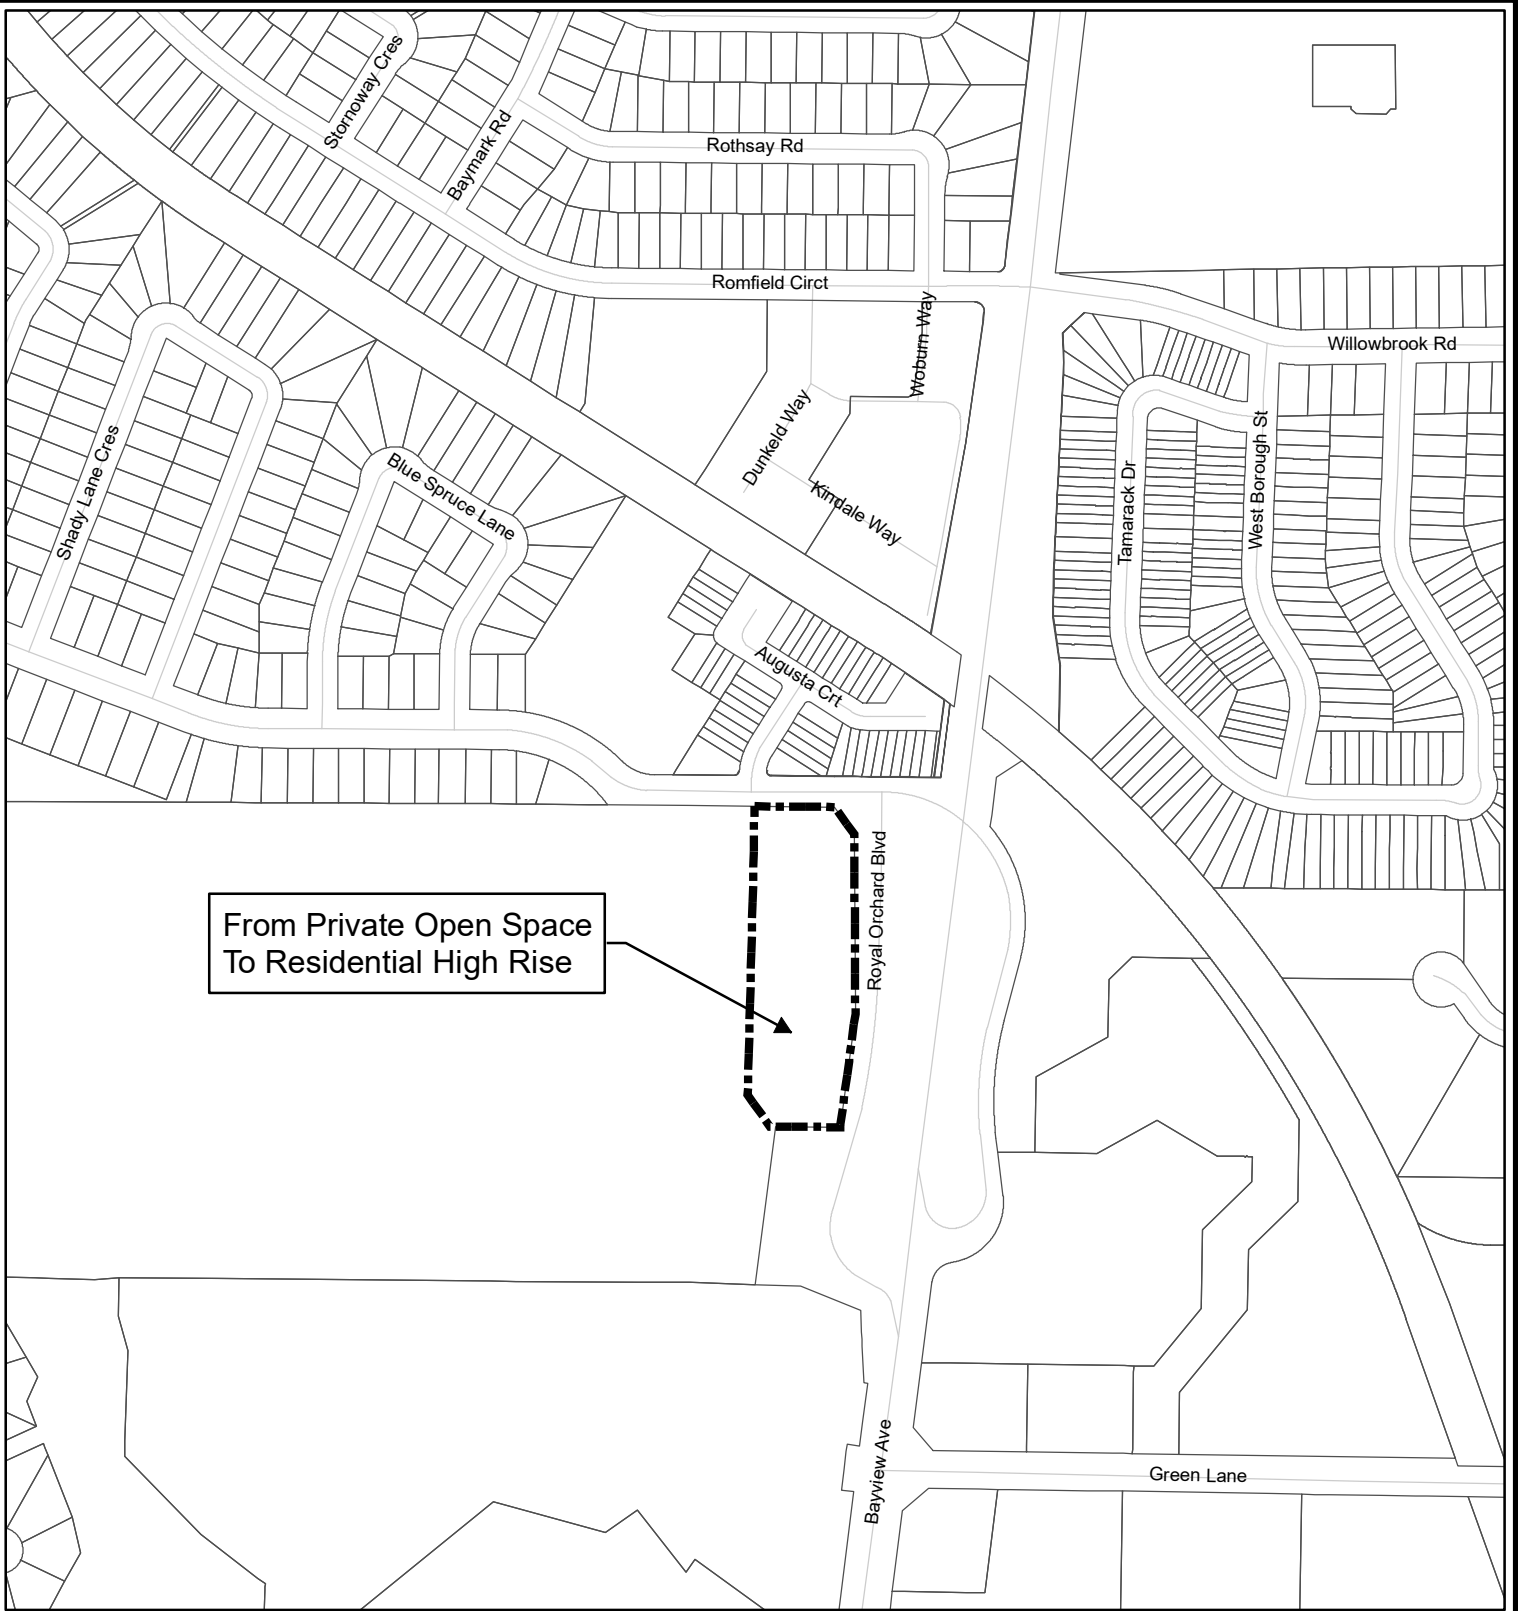 Stornoway Cres
Baymark Rd
Rothsay Rd
Romfield Circt
Woburn Way
Willowbrook Rd
Dunkeld Way
Kindale Way
Shady Lane Cres
Blue Spruce Lane
Tamarack Dr
West Borough St
Augusta Crt
Royal Orchard Blvd
From Private Open Space
To Residential High Rise
Bayview Ave
Green Lane